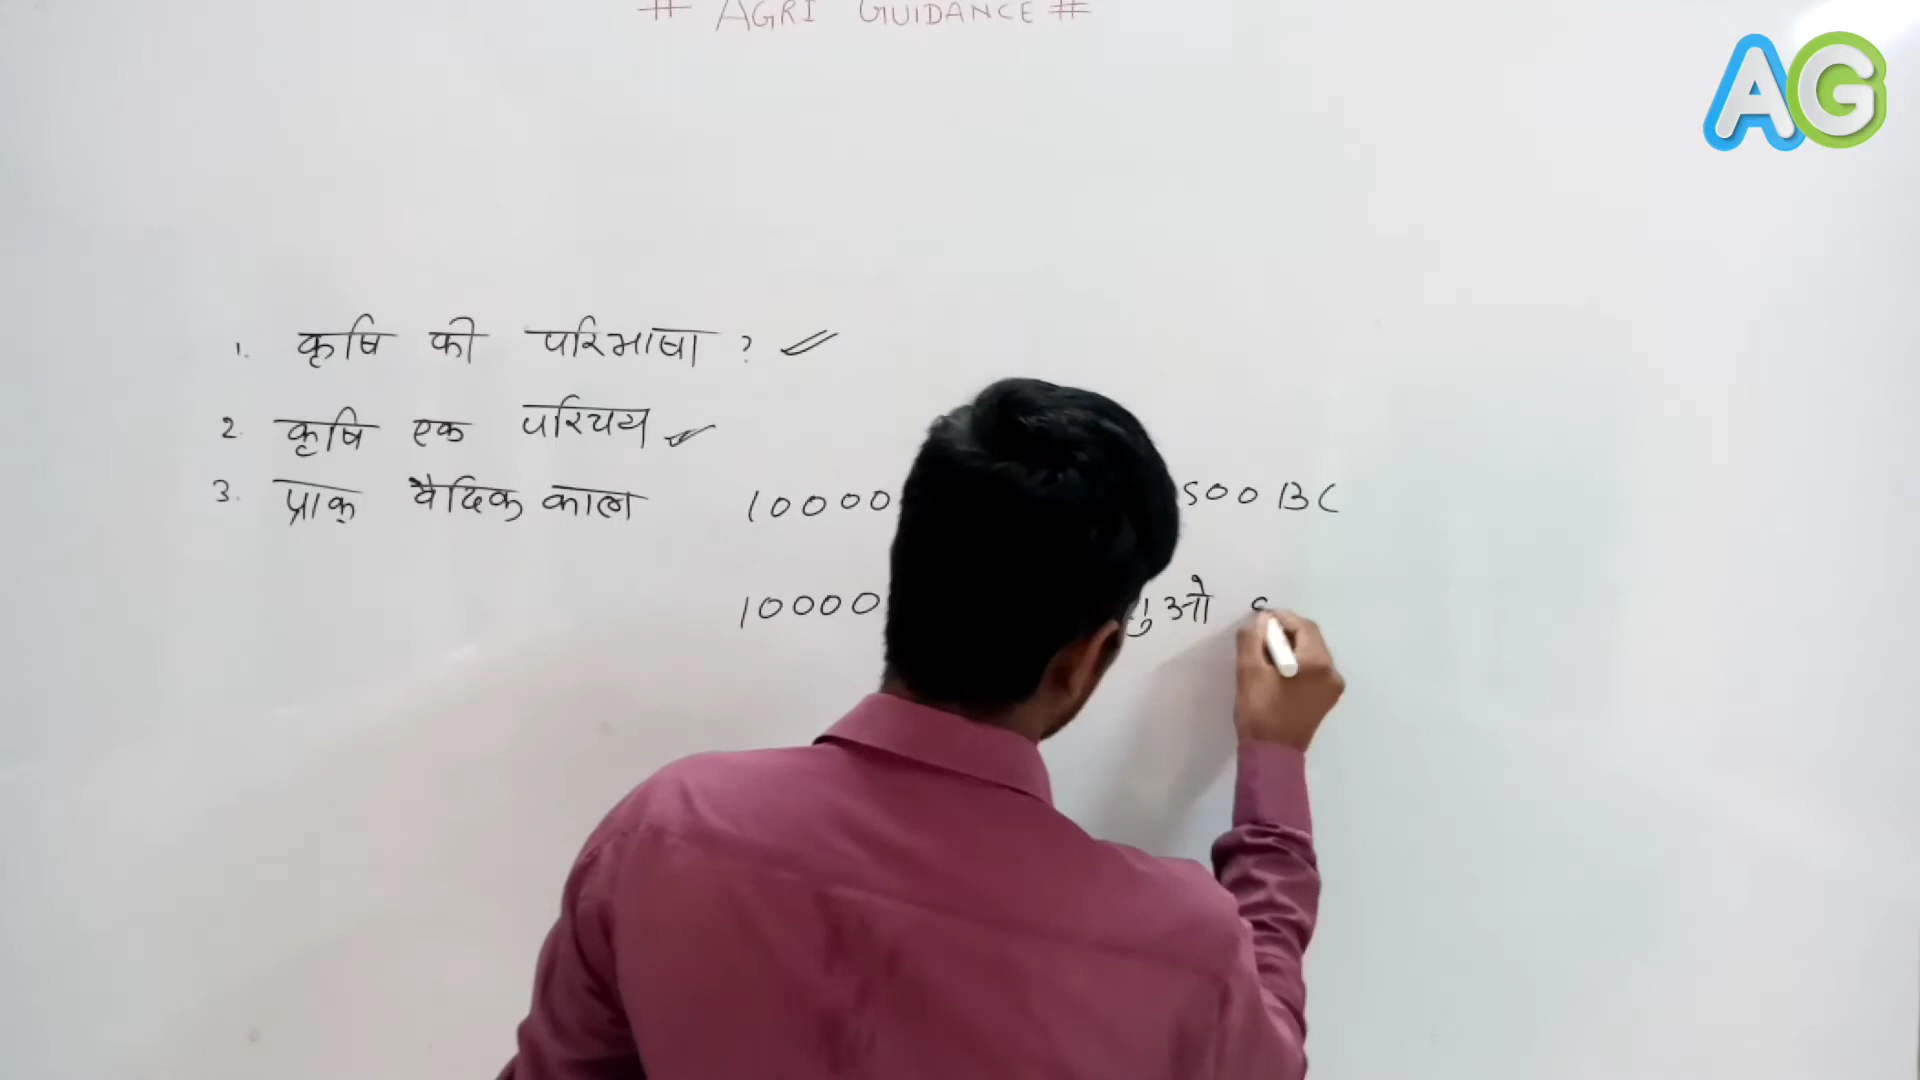 # AGRI GUIDANCE #
AG
1. कृषि की परिभाषा ?
2. कृषि एक परिचय
3. प्राक् वैदिक काल 10000 500 BC
10000